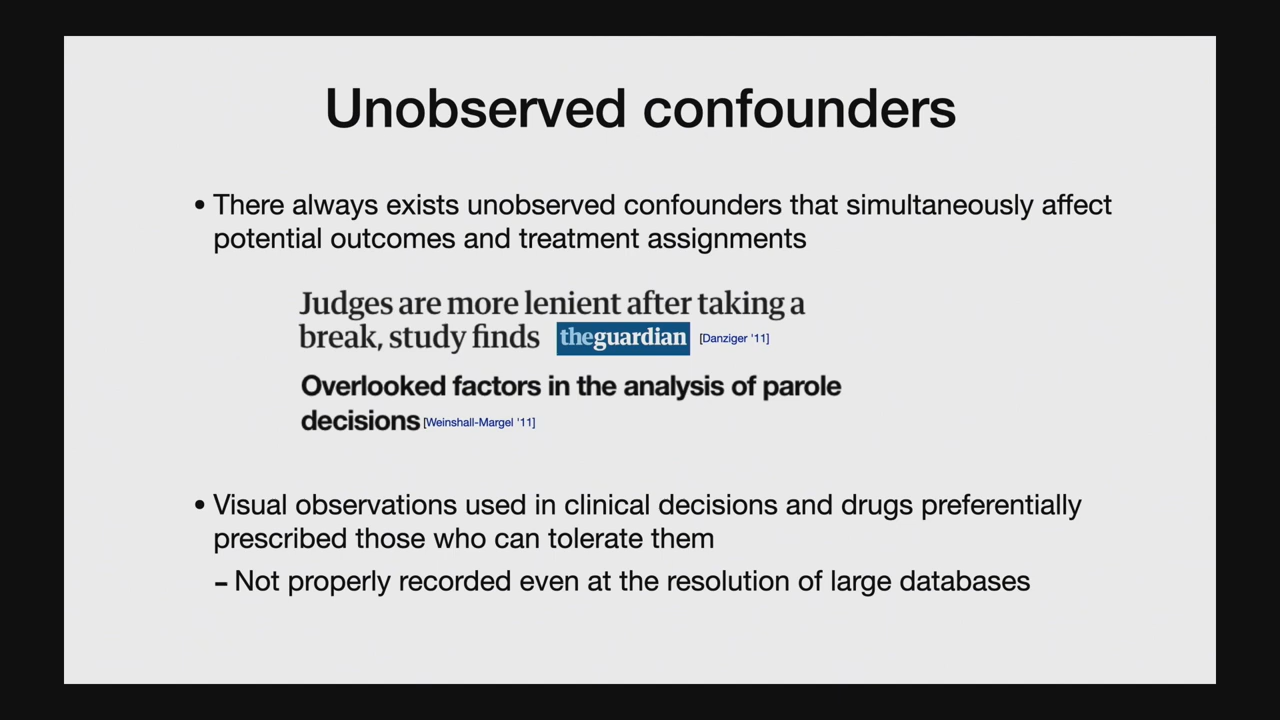 Unobserved confounders
• There always exists unobserved confounders that simultaneously affect
potential outcomes and treatment assignments
Judges are more lenient after taking a
break, study finds theguardian [Danziger '11]
Overlooked factors in the analysis of parole
decisions [Weinshall-Margel '11]
• Visual observations used in clinical decisions and drugs preferentially
prescribed those who can tolerate them
– Not properly recorded even at the resolution of large databases